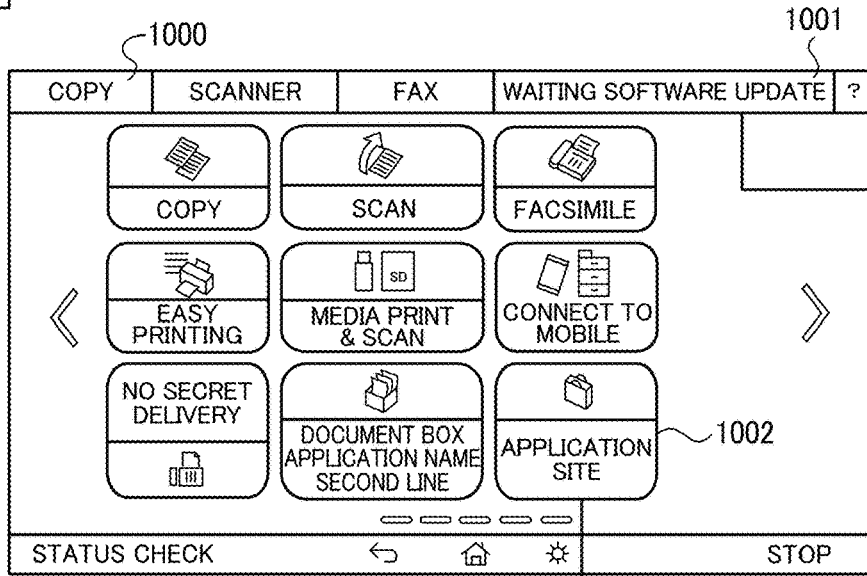 1000
1001
COPY SCANNER FAX WAITING SOFTWARE UPDATE ?
COPY SCAN FACSIMILE
SD
EASY
PRINTING
MEDIA PRINT
& SCAN
CONNECT TO
MOBILE
NO SECRET
DELIVERY
DOCUMENT BOX
APPLICATION NAME
SECOND LINE
APPLICATION
SITE
1002
STATUS CHECK STOP